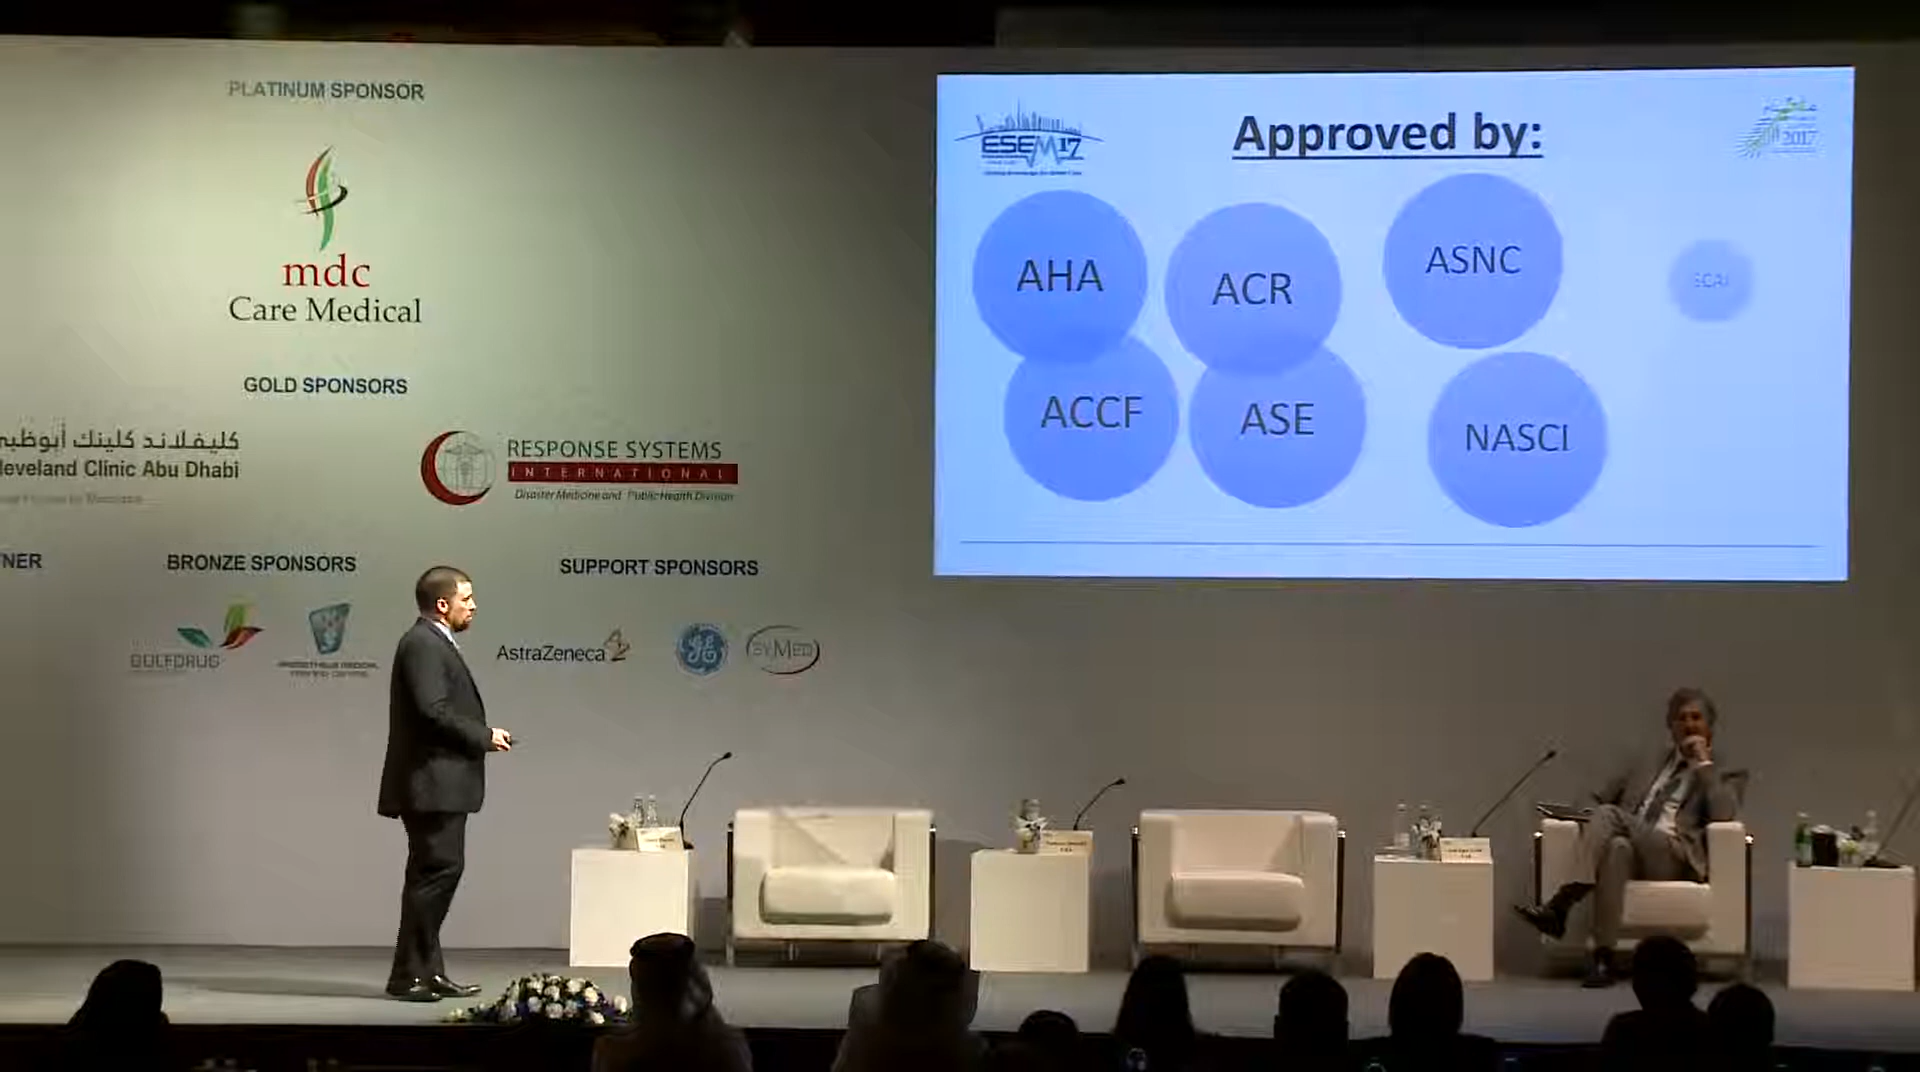 PLATINUM SPONSOR
mdc
Care Medical
GOLD SPONSORS
كليفلاند كلينك أبوظبي
leveland Clinic Abu Dhabi
RESPONSE SYSTEMS
INTERNATIONAL
Disaster Medicine and Public Health Division
NER
BRONZE SPONSORS
SUPPORT SPONSORS
GULFDRUG
AstraZeneca
GE
SYMED
ESEM17
Approved by:
2017
AHA
ACR
ASNC
SCAI
ACCF
ASE
NASCI